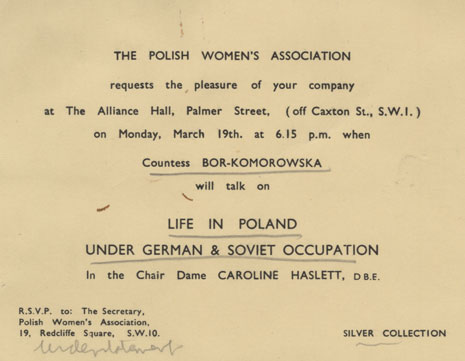 THE POLISH WOMEN'S ASSOCIATION
requests the pleasure of your company
at The Alliance Hall, Palmer Street, (off Caxton St., S.W.1.)
on Monday, March 19th. at 6.15 p.m. when
Countess BOR-KOMOROWSKA
will talk on
LIFE IN POLAND
UNDER GERMAN & SOVIET OCCUPATION
In the Chair Dame CAROLINE HASLETT, D B.E.
R.S.V.P. to: The Secretary,
Polish Women's Association,
19, Redcliffe Square, S.W.10.
SILVER COLLECTION